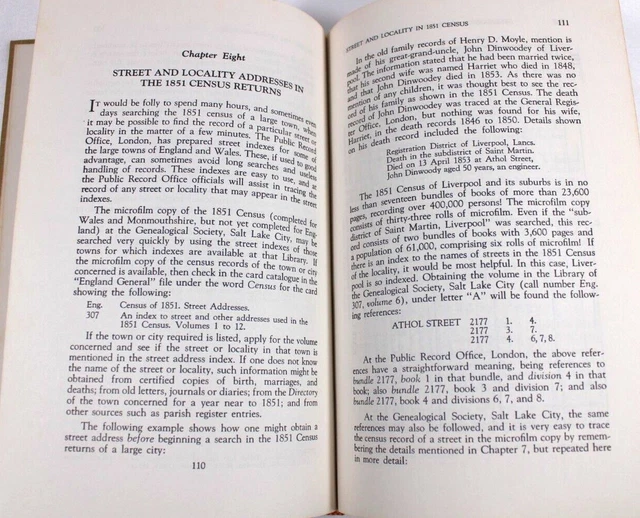 Chapter Eight
STREET AND LOCALITY ADDRESSES IN
THE 1851 CENSUS RETURNS
IT would be folly to spend many hours, and sometimes even
days searching the 1851 census of a large town, when
it may be possible to find the record of a particular street or
locality in the matter of a few minutes. The Public Record
Office, London, has prepared street indexes for some of
the large towns of England and Wales. These, if used to good
advantage, can sometimes avoid long searches and useless
handling of records. These indexes are easy to use, and at
the Public Record Office officials will assist in tracing the
record of any street or locality that may appear in the street
indexes.
The microfilm copy of the 1851 Census (completed for
Wales and Monmouthshire, but not yet completed for Eng-
land) at the Genealogical Society, Salt Lake City, may be
searched very quickly by using the street indexes of those
towns for which indexes are available at that Library. If
the microfilm copy of the census records of the town or city
concerned is available, then check in the card catalogue in the
"England General" file under the word Census for the card
showing the following:
Eng. Census of 1851. Street Addresses.
307 An index to street and other addresses used in the
1851 Census. Volumes 1 to 12.
If the town or city required is listed, apply for the volume
concerned and see if the street or locality in that town is
mentioned in the street address index. If one does not know
the name of the street or locality, such information might be
obtained from certified copies of birth, marriages, and
deaths; from old letters, journals or diaries; from the Directory
of the town concerned for a year near to 1851; and from
other sources such as parish register entries.
The following example shows how one might obtain a
street address before beginning a search in the 1851 Census
returns of a large city:
110
STREET AND LOCALITY IN 1851 CENSUS 111
In the old family records of Henry D. Moyle, mention is
made of his great-grand-uncle, John Dinwoodey of Liver-
pool. The information stated that he had been married twice,
that his second wife was named Harriet who died in 1848,
and that John Dinwoodey died in 1853. As there was no
mention of any children, it was thought best to see the rec-
ord of his family as shown in the 1851 Census. The death
record of John Dinwoodey was traced at the General Regis-
ter Office, London, but nothing was found for his wife,
Harriet, in the death records 1846 to 1850. Details shown
on his death record included the following:
Registration District of Liverpool, Lancs.
Death in the subdistrict of Saint Martin.
Died on 13 April 1853 at Athol Street,
John Dinwoody aged 50 years, an engineer.
The 1851 Census of Liverpool and its suburbs is in no
less than seventeen bundles of books of more than 23,600
pages, recording over 400,000 persons! The microfilm copy
consists of thirty-three rolls of microfilm. Even if the "sub-
district of Saint Martin, Liverpool" was searched, this rec-
ord consists of two bundles of books with 3,600 pages and
a population of 61,000, comprising six rolls of microfilm! If
there is an index to the names of streets in the 1851 Census
of the locality, it would be most helpful. In this case, Liver-
pool is so indexed. Obtaining the volume in the Library of
the Genealogical Society, Salt Lake City (call number Eng.
307, volume 6), under letter "A" will be found the follow-
ing references:
ATHOL STREET 2177 1. 4.
2177 3. 7.
2177 4. 6, 7, 8.
At the Public Record Office, London, the above refer-
ences have a straightforward meaning, being references to
bundle 2177, book 1 in that bundle, and division 4 in that
book; also bundle 2177, book 3 and division 7; and also
bundle 2177, book 4 and divisions 6, 7, and 8.
At the Genealogical Society, Salt Lake City, the same
references may also be followed, and it is very easy to trace
the census record of a street in the microfilm copy by remem-
bering the details mentioned in Chapter 7, but repeated here
in more detail: